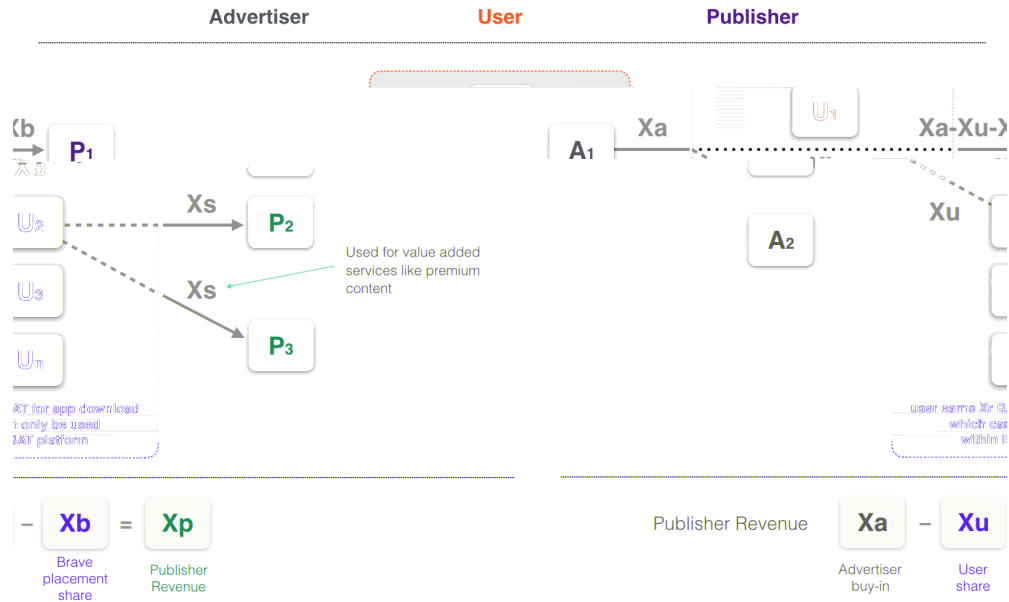 Advertiser User Publisher
Xb P1 A1 Xa U1 Xa-Xu-X
Xp
U2 Xs P2 Xu
A2
Used for value added
services like premium
content
U3 Xs
Un P3
AT for app download user earns Xr B
only be used which can
BAT platform within
– Xb = Xp Publisher Revenue Xa – Xu
Brave
placement
share
Publisher
Revenue
Advertiser
buy-in
User
share